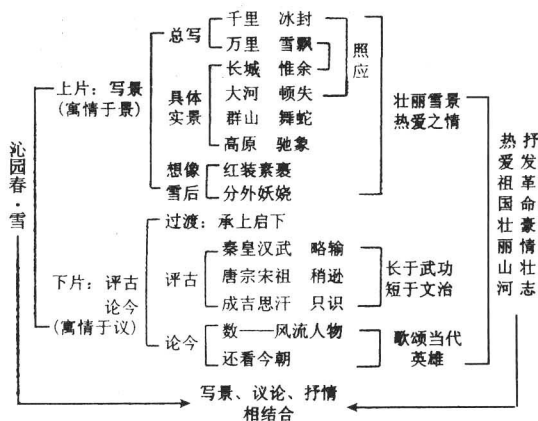 沁园春·雪
上片：写景
(寓情于景)
总写
千里 冰封
万里 雪飘
具体
实景
长城 惟余
大河 顿失
群山 舞蛇
高原 驰象
照应
想像
雪后
红装素裹
分外妖娆
壮丽雪景
热爱之情
下片：评古
论今
(寓情于议)
过渡：承上启下
评古
秦皇汉武 略输
唐宗宋祖 稍逊
成吉思汗 只识
长于武功
短于文治
论今
数——风流人物
还看今朝
歌颂当代
英雄
抒发革命豪情壮志
热爱祖国壮丽山河
写景、议论、抒情
相结合